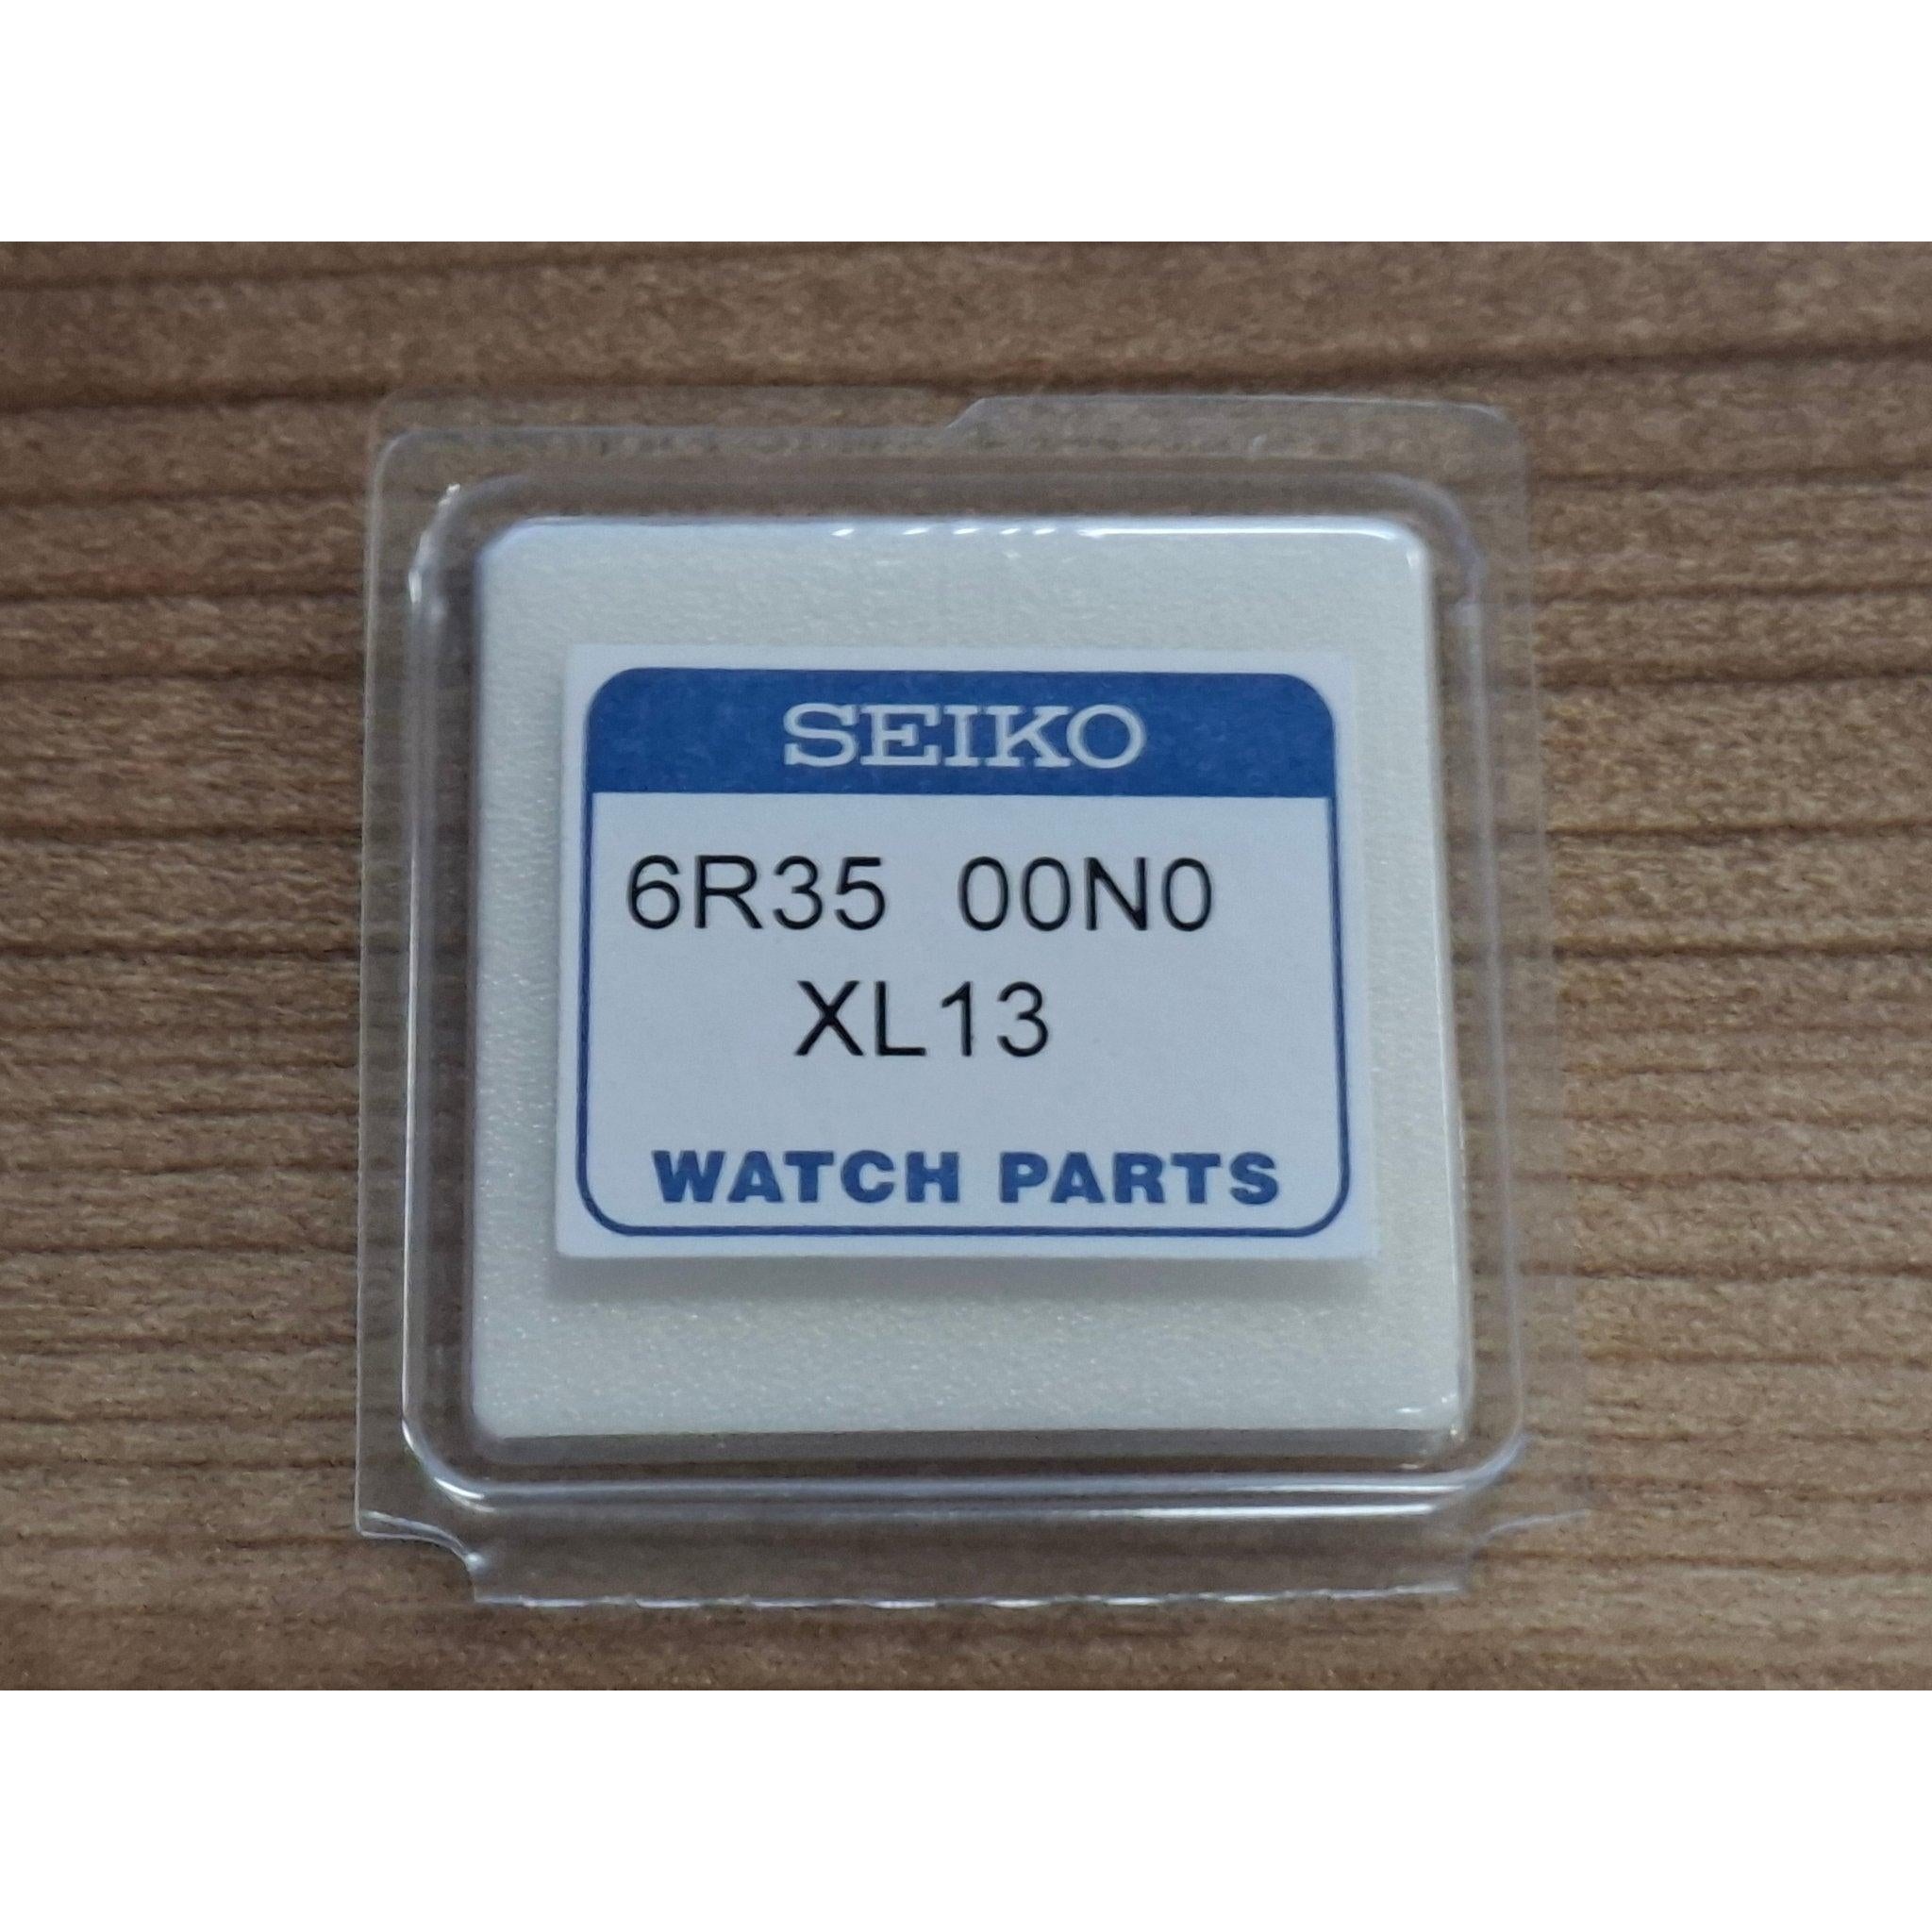 SEIKO
6R35 00N0
XL13
WATCH PARTS